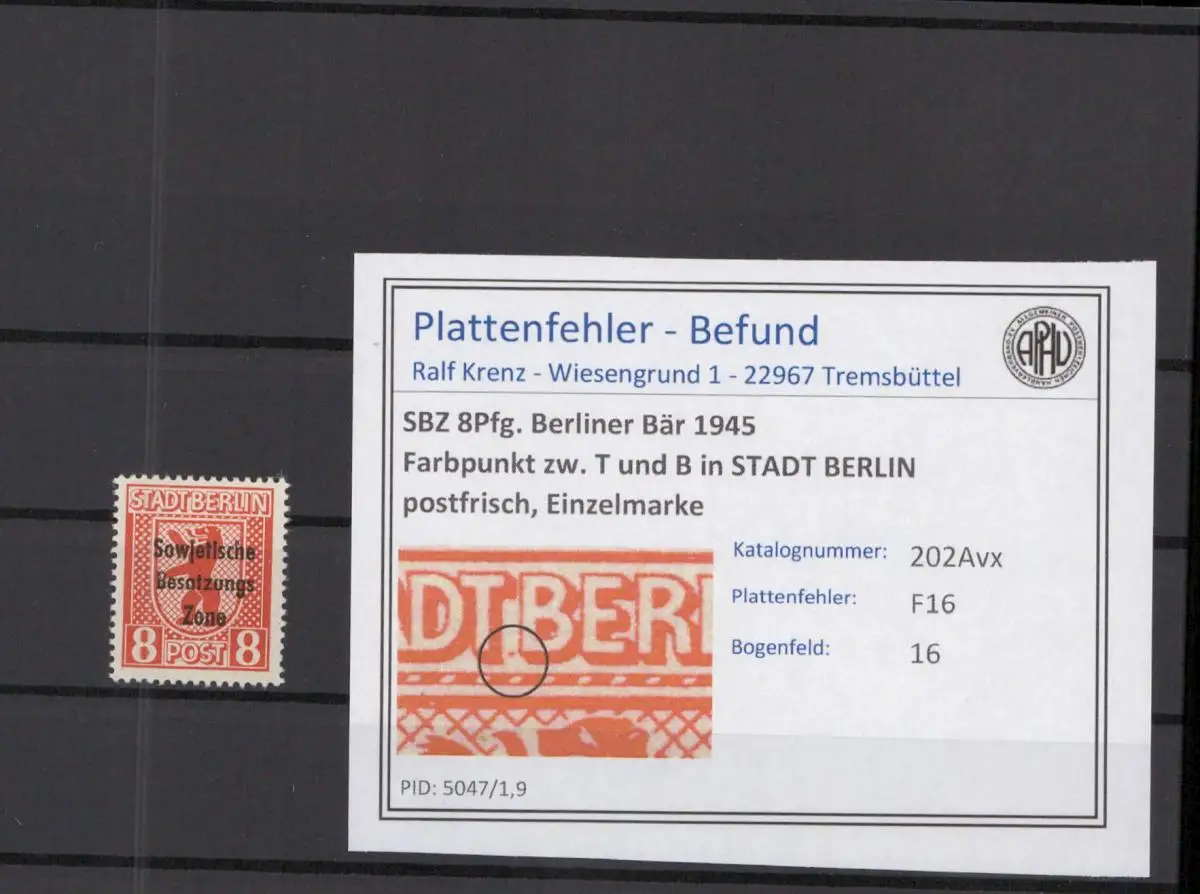 STADT BERLIN
Sowjetische
Besatzungs
Zone
8 POST 8
Plattenfehler - Befund
Ralf Krenz - Wiesengrund 1 - 22967 Tremsbüttel
APHV
SBZ 8Pfg. Berliner Bär 1945
Farbpunkt zw. T und B in STADT BERLIN
postfrisch, Einzelmarke
ADT BERL
Katalognummer: 202Avx
Plattenfehler: F16
Bogenfeld: 16
PID: 5047/1,9